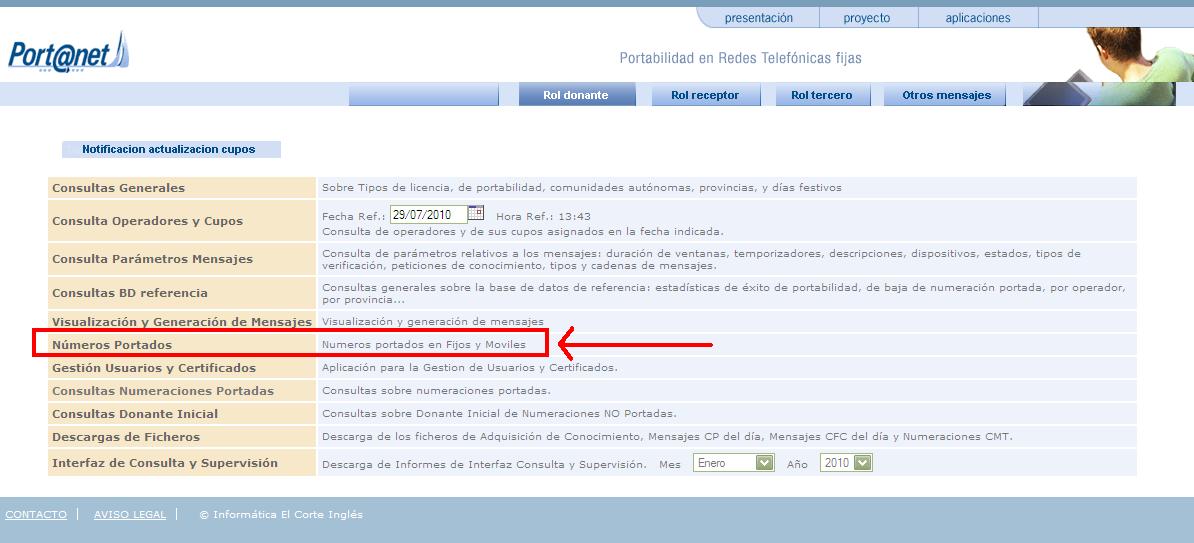 presentación proyecto aplicaciones
Port@net
Portabilidad en Redes Telefónicas fijas
Rol donante Rol receptor Rol tercero Otros mensajes
Notificacion actualizacion cupos
Consultas Generales Sobre Tipos de licencia, de portabilidad, comunidades autónomas, provincias, y días festivos
Consulta Operadores y Cupos Fecha Ref.: 29/07/2010 Hora Ref.: 13:43
Consulta de operadores y de sus cupos asignados en la fecha indicada.
Consulta Parámetros Mensajes Consulta de parámetros relativos a los mensajes: duración de ventanas, temporizadores, descripciones, dispositivos, estados, tipos de
verificación, peticiones de conocimiento, tipos y cadenas de mensajes.
Consultas BD referencia Consultas generales sobre la base de datos de referencia: estadísticas de éxito de portabilidad, de baja de numeración portada, por operador,
por provincia...
Visualización y Generación de Mensajes Visualización y generación de mensajes
Números Portados Numeros portados en Fijos y Moviles
Gestión Usuarios y Certificados Aplicación para la Gestion de Usuarios y Certificados.
Consultas Numeraciones Portadas Consultas sobre numeraciones portadas.
Consultas Donante Inicial Consultas sobre Donante Inicial de Numeraciones NO Portadas.
Descargas de Ficheros Descarga de los ficheros de Adquisición de Conocimiento, Mensajes CP del día, Mensajes CFC del día y Numeraciones CMT.
Interfaz de Consulta y Supervisión Descarga de Informes de Interfaz Consulta y Supervisión. Mes Enero Año 2010
CONTACTO | AVISO LEGAL | © Informática El Corte Inglés